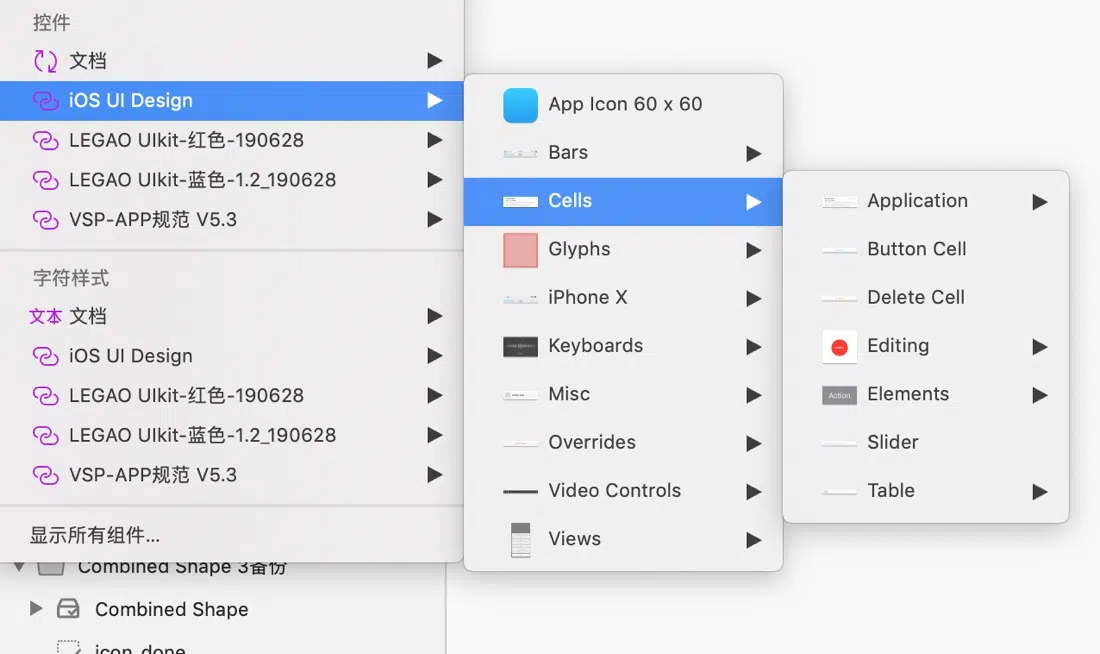 控件
文档
iOS UI Design
LEGAO UIkit-红色-190628
LEGAO UIkit-蓝色-1.2_190628
VSP-APP规范 V5.3
字符样式
文本 文档
iOS UI Design
LEGAO UIkit-红色-190628
LEGAO UIkit-蓝色-1.2_190628
VSP-APP规范 V5.3
显示所有组件...
Combined Shape 3备份
Combined Shape
icon_done
App Icon 60 x 60
Bars
Cells
Glyphs
iPhone X
Keyboards
Misc
Overrides
Video Controls
Views
Application
Button Cell
Delete Cell
Editing
Action Elements
Slider
Table